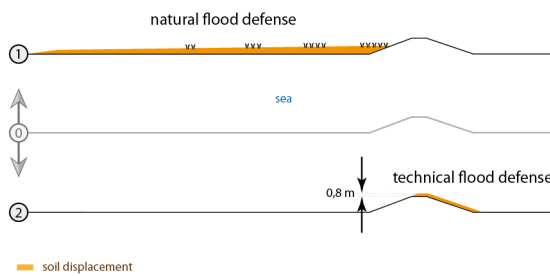 natural flood defense
1
sea
0
technical flood defense
0,8 m
2
soil displacement